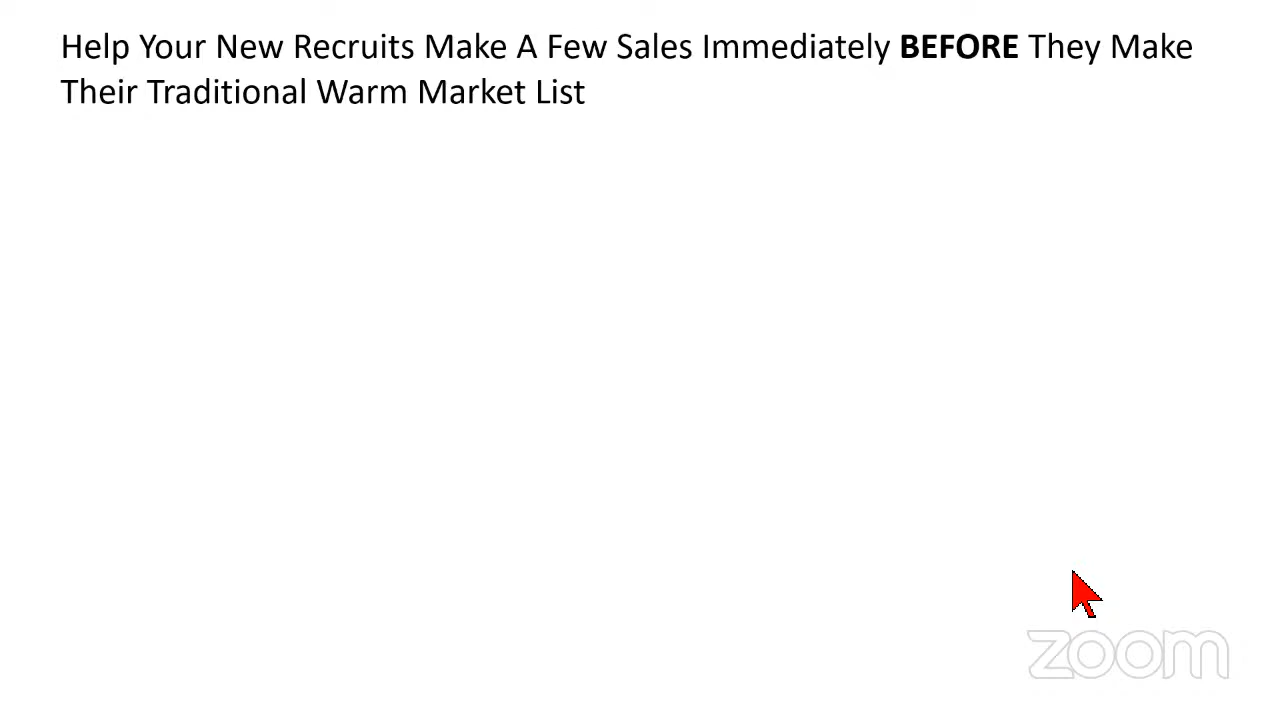 Help Your New Recruits Make A Few Sales Immediately BEFORE They Make
Their Traditional Warm Market List
zoom